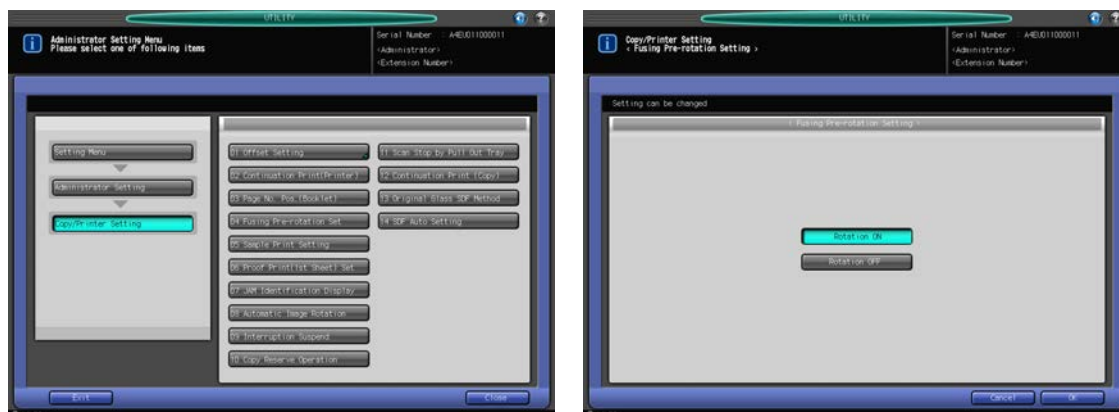 UTILITY
Administrator Setting Menu
Please select one of following items
Serial Number : A4EU011000011
<Administrator>
<Extension Number>
Setting Menu
Administrator Setting
Copy/Printer Setting
01 Offset Setting
02 Continuation Print(Printer)
03 Page No. Pos.(Booklet)
04 Fusing Pre-rotation Set
05 Sample Print Setting
06 Proof Print(1st Sheet) Set
07 JAM Identification Display
08 Automatic Image Rotation
09 Interruption Suspend
10 Copy Reserve Operation
11 Scan Stop by Pull Out Tray
12 Continuation Print (Copy)
13 Original Glass SDF Method
14 SDF Auto Setting
Exit
Close
UTILITY
Copy/Printer Setting
< Fusing Pre-rotation Setting >
Serial Number : A4EU011000011
<Administrator>
<Extension Number>
Setting can be changed
< Fusing Pre-rotation Setting >
Rotation ON
Rotation OFF
Cancel
OK